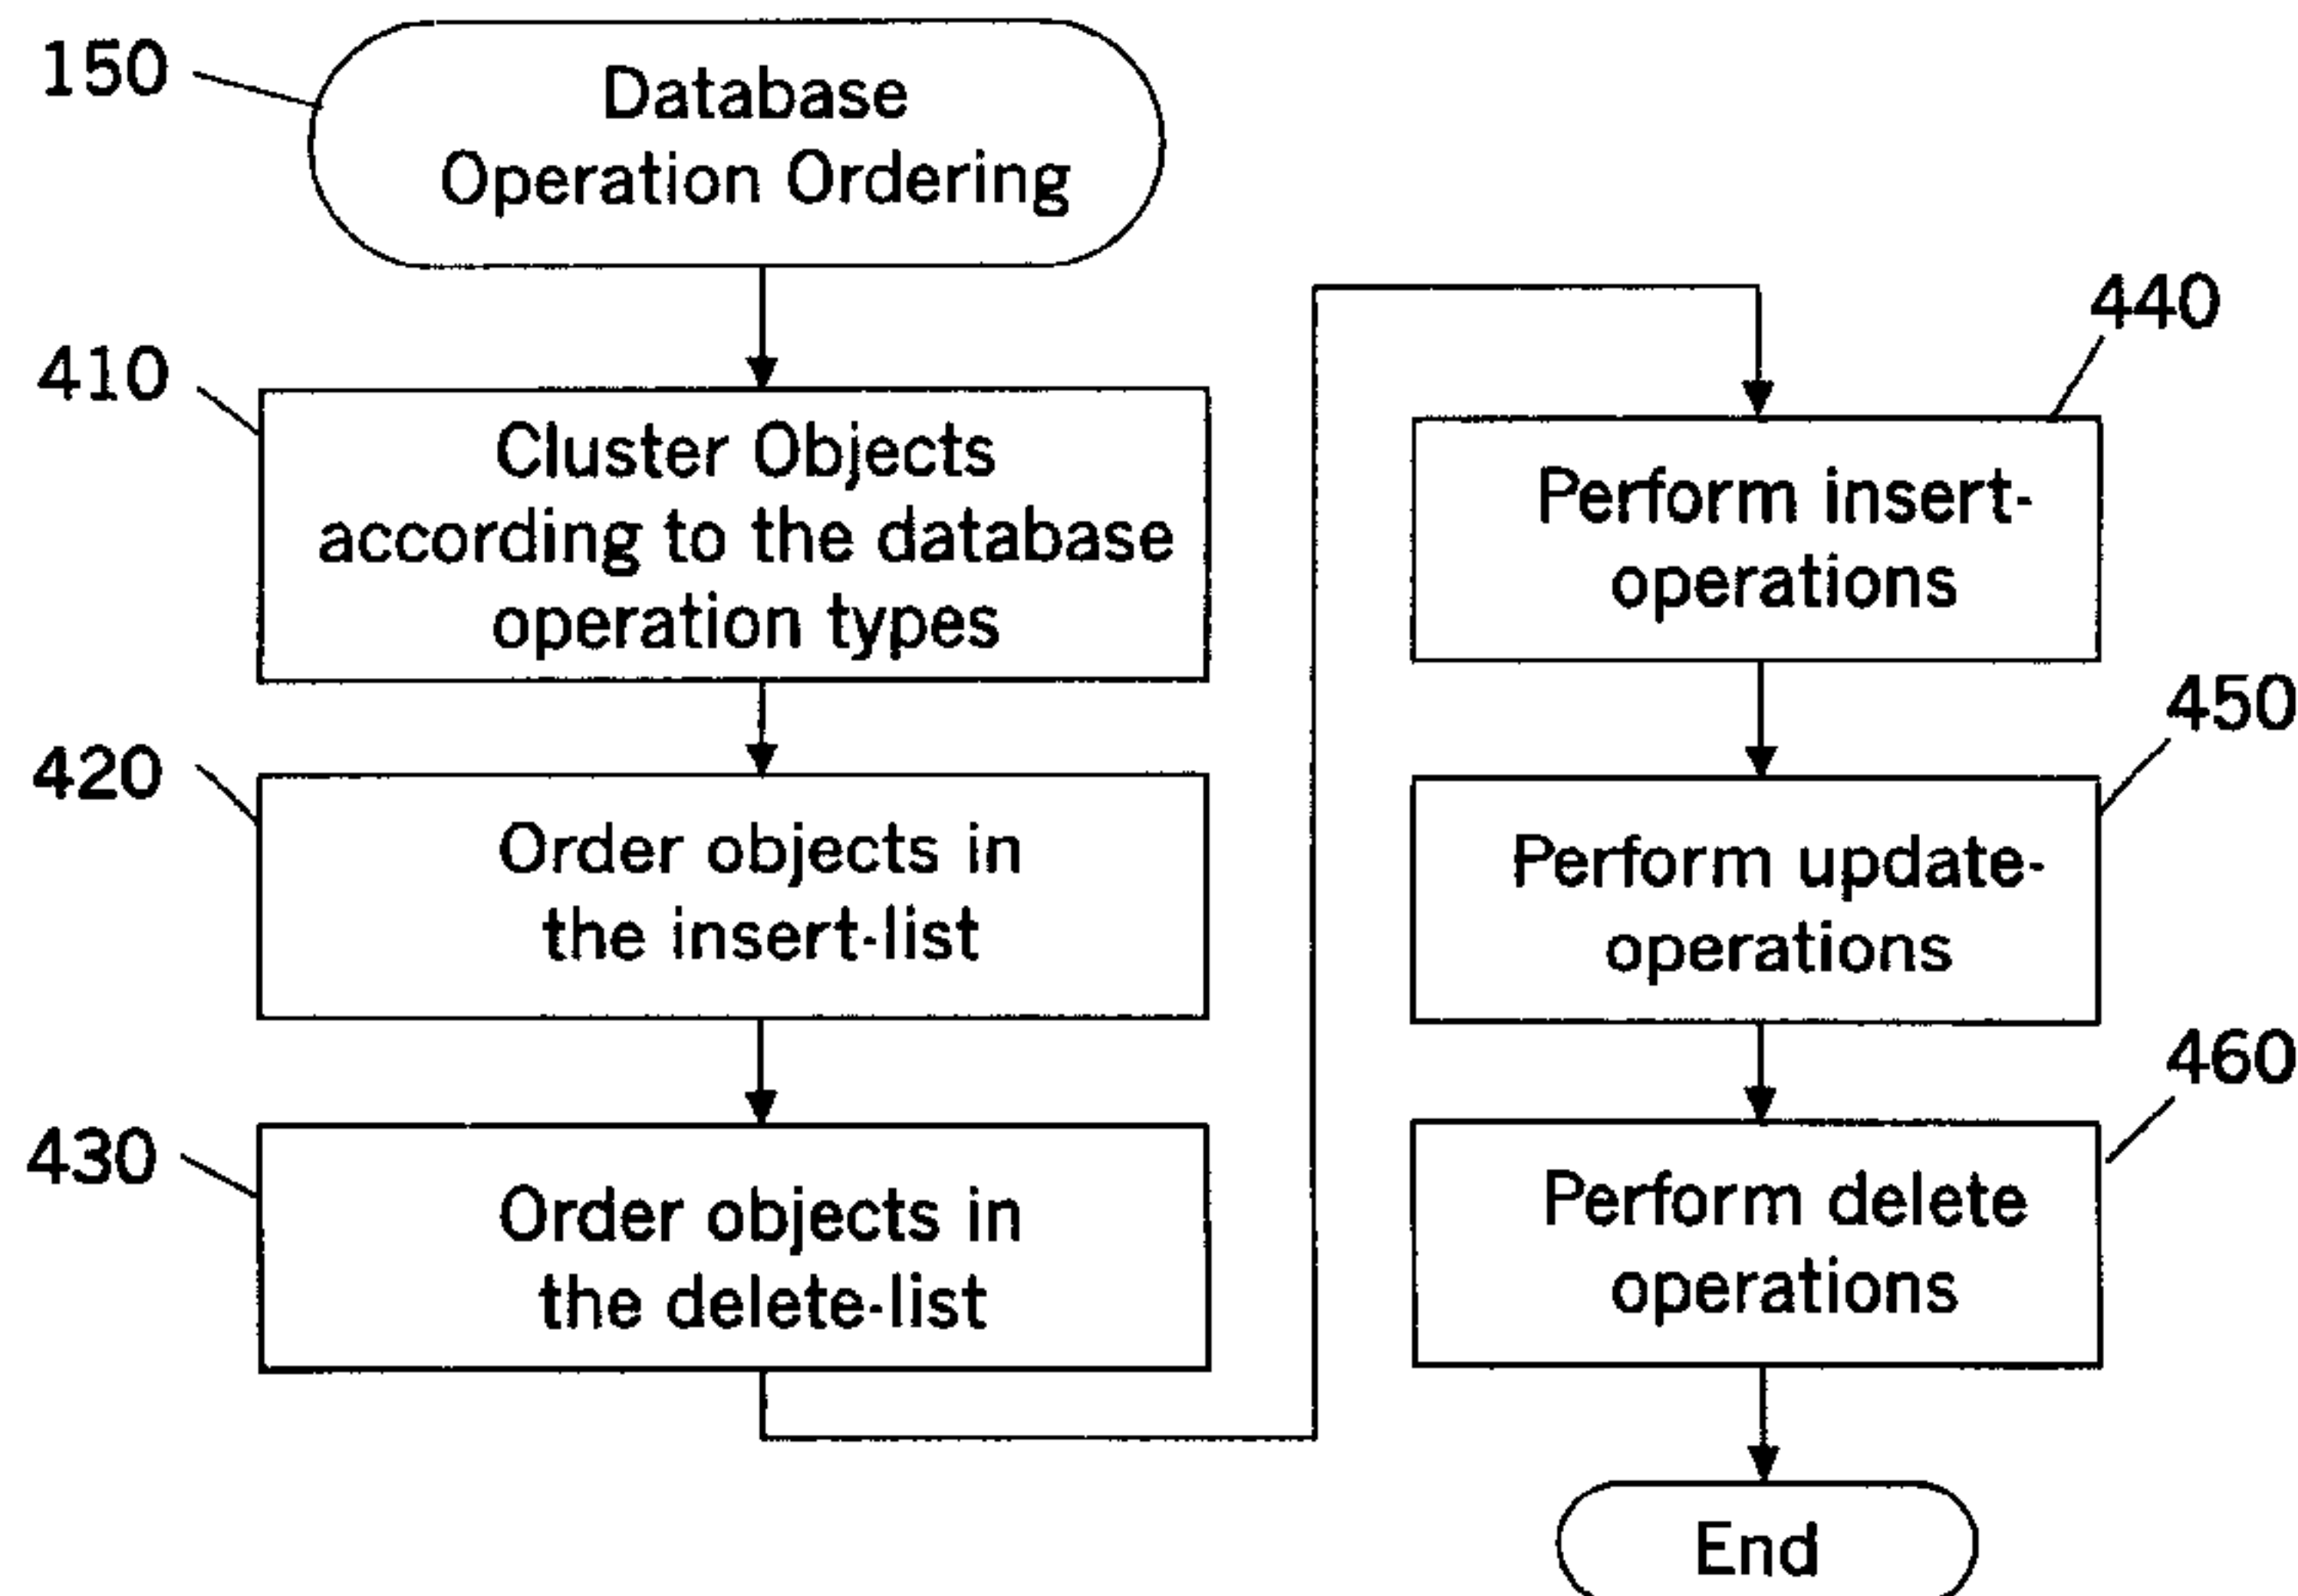 150
Database
Operation Ordering
410
Cluster Objects
according to the database
operation types
420
Order objects in
the insert-list
430
Order objects in
the delete-list
440
Perform insert-
operations
450
Perform update-
operations
460
Perform delete
operations
End